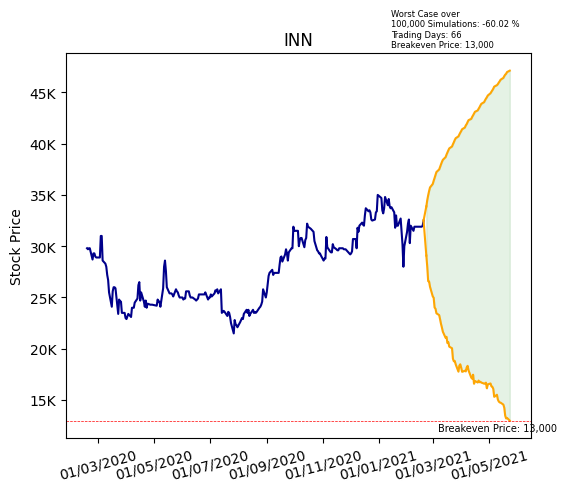 Worst Case over
100,000 Simulations: -60.02 %
Trading Days: 66
Breakeven Price: 13,000
INN
Stock Price
45K
40K
35K
30K
25K
20K
15K
Breakeven Price: 13,000
01/03/2020
01/05/2020
01/07/2020
01/09/2020
01/11/2020
01/01/2021
01/03/2021
01/05/2021